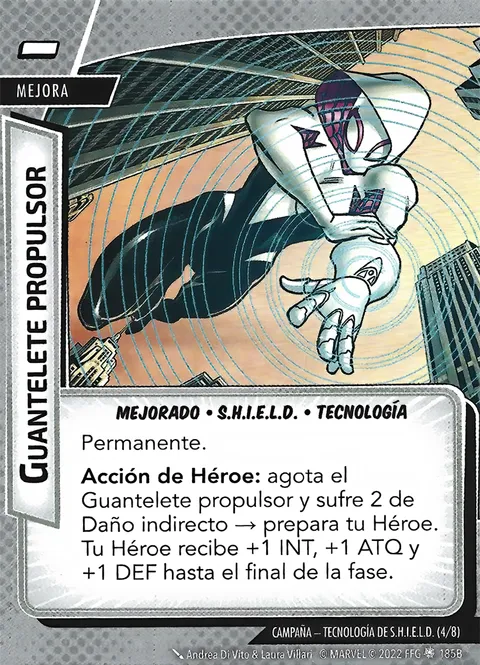 MEJORA
GUANTELETE PROPULSOR
MEJORADO • S.H.I.E.L.D. • TECNOLOGÍA
Permanente.
Acción de Héroe: agota el
Guantelete propulsor y sufre 2 de
Daño indirecto → prepara tu Héroe.
Tu Héroe recibe +1 INT, +1 ATQ y
+1 DEF hasta el final de la fase.
CAMPAÑA – TECNOLOGÍA DE S.H.I.E.L.D. (4/8)
Andrea Di Vito & Laura Villari © MARVEL © 2022 FFG 185B